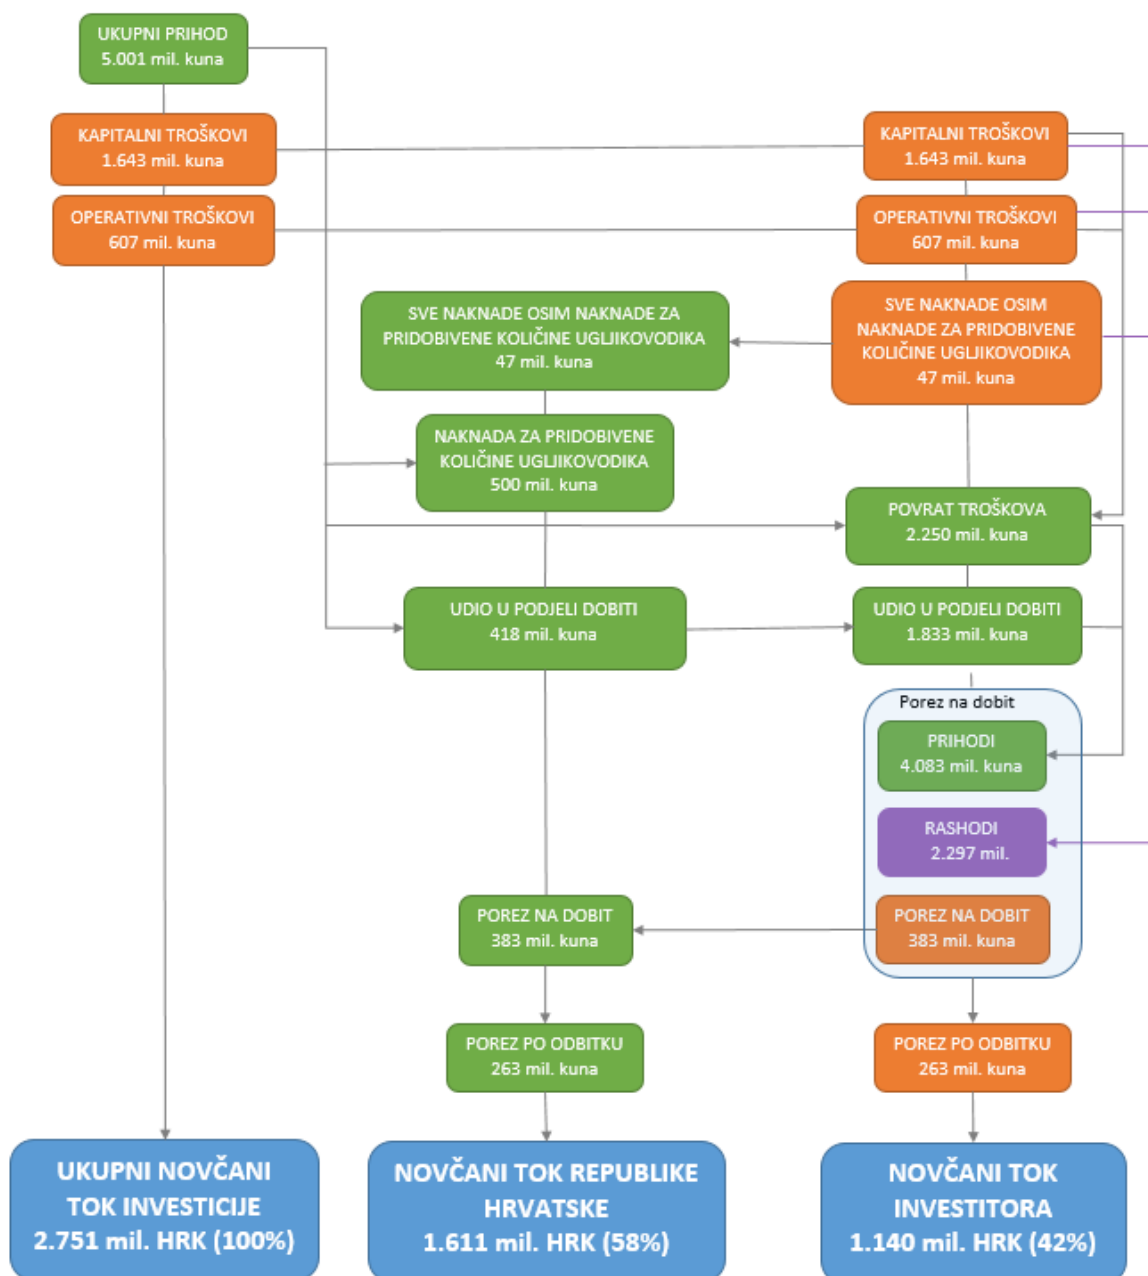 UKUPNI PRIHOD
5.001 mil. kuna
KAPITALNI TROŠKOVI
1.643 mil. kuna
KAPITALNI TROŠKOVI
1.643 mil. kuna
OPERATIVNI TROŠKOVI
607 mil. kuna
OPERATIVNI TROŠKOVI
607 mil. kuna
SVE NAKNADE OSIM NAKNADE ZA
PRIDOBIVENE KOLIČINE UGLJIKOVODIKA
47 mil. kuna
SVE NAKNADE OSIM
NAKNADE ZA PRIDOBIVENE
KOLIČINE UGLJIKOVODIKA
47 mil. kuna
NAKNADA ZA PRIDOBIVENE
KOLIČINE UGLJIKOVODIKA
500 mil. kuna
POVRAT TROŠKOVA
2.250 mil. kuna
UDIO U PODJELI DOBITI
418 mil. kuna
UDIO U PODJELI DOBITI
1.833 mil. kuna
Porez na dobit
PRIHODI
4.083 mil. kuna
RASHODI
2.297 mil.
POREZ NA DOBIT
383 mil. kuna
POREZ NA DOBIT
383 mil. kuna
POREZ PO ODBITKU
263 mil. kuna
POREZ PO ODBITKU
263 mil. kuna
UKUPNI NOVČANI
TOK INVESTICIJE
2.751 mil. HRK (100%)
NOVČANI TOK REPUBLIKE
HRVATSKE
1.611 mil. HRK (58%)
NOVČANI TOK
INVESTITORA
1.140 mil. HRK (42%)